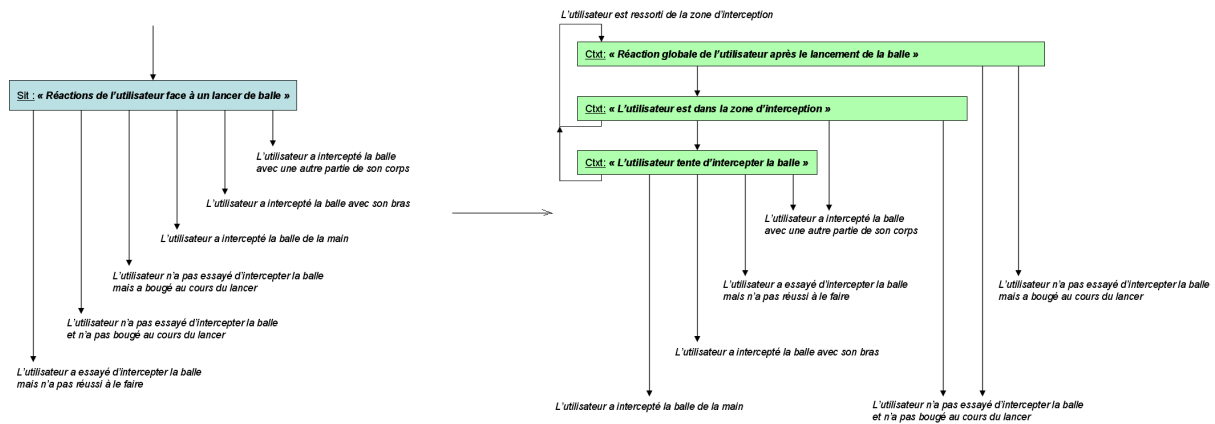 Sit : « Réactions de l'utilisateur face à un lancer de balle »
L'utilisateur a intercepté la balle
avec une autre partie de son corps
L'utilisateur a intercepté la balle avec son bras
L'utilisateur a intercepté la balle de la main
L'utilisateur n'a pas essayé d'intercepter la balle
mais a bougé au cours du lancer
L'utilisateur n'a pas essayé d'intercepter la balle
et n'a pas bougé au cours du lancer
L'utilisateur a essayé d'intercepter la balle
mais n'a pas réussi à le faire
L'utilisateur est ressorti de la zone d'interception
Ctxt: « Réaction globale de l'utilisateur après le lancement de la balle »
Ctxt: « L'utilisateur est dans la zone d'interception »
Ctxt: « L'utilisateur tente d'intercepter la balle »
L'utilisateur a intercepté la balle
avec une autre partie de son corps
L'utilisateur a essayé d'intercepter la balle
mais n'a pas réussi à le faire
L'utilisateur n'a pas essayé d'intercepter la balle
mais a bougé au cours du lancer
L'utilisateur a intercepté la balle avec son bras
L'utilisateur a intercepté la balle de la main
L'utilisateur n'a pas essayé d'intercepter la balle
et n'a pas bougé au cours du lancer